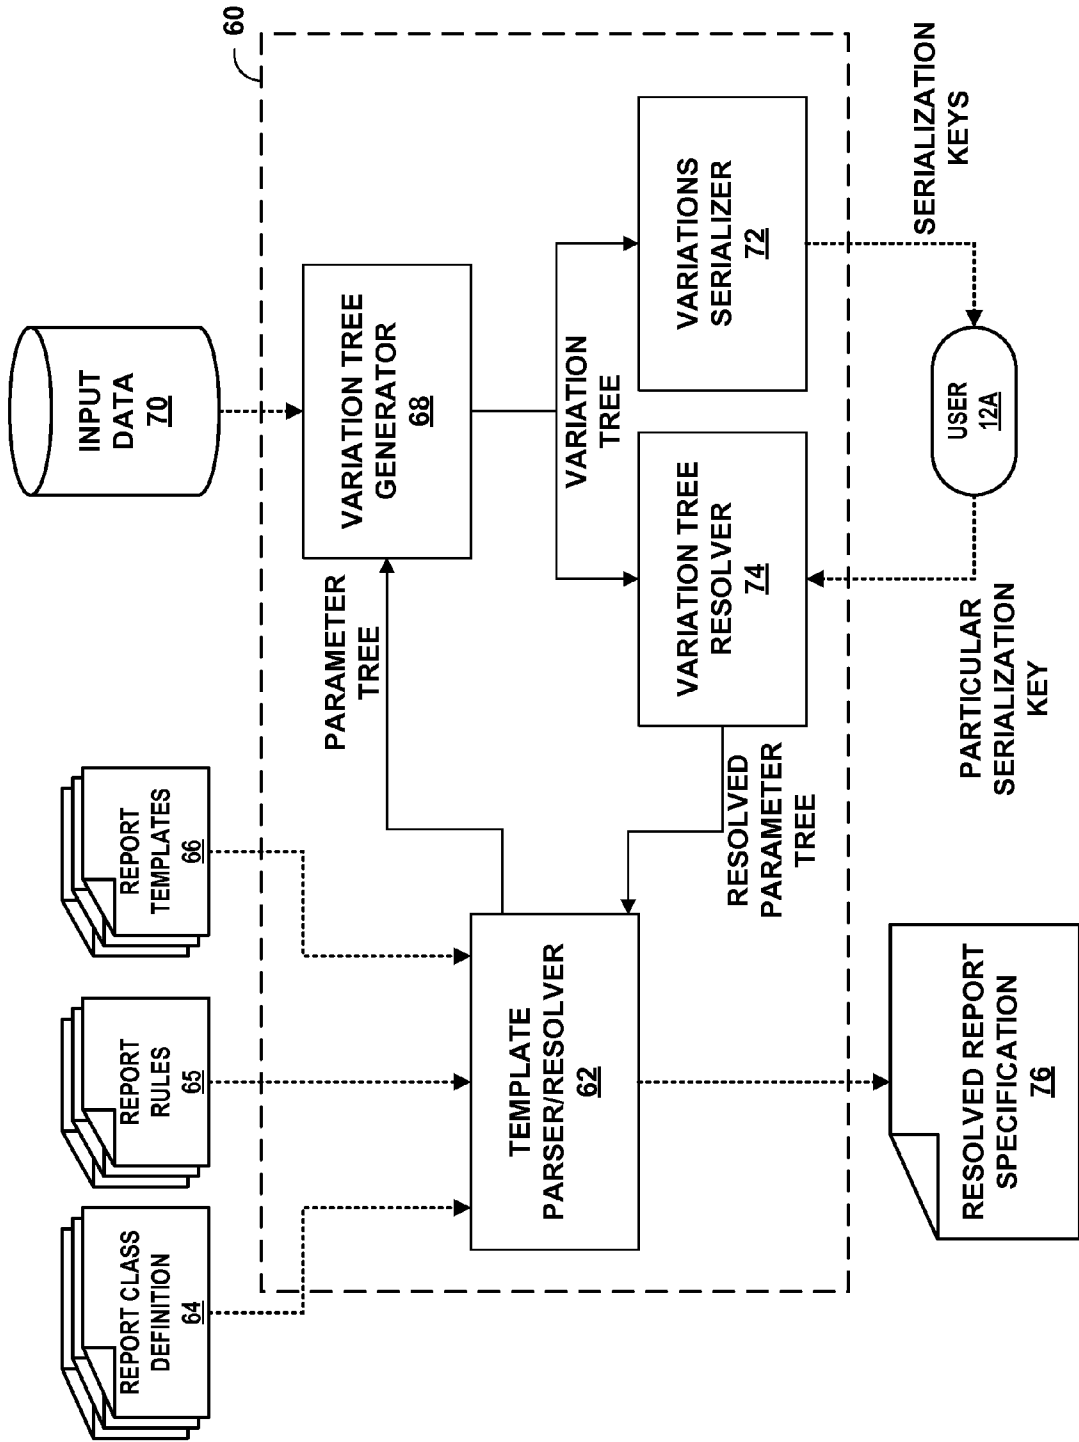 REPORT CLASS
DEFINITION
64
REPORT
RULES
65
REPORT
TEMPLATES
66
INPUT
DATA
70
60
TEMPLATE
PARSER/RESOLVER
62
PARAMETER
TREE
VARIATION TREE
GENERATOR
68
VARIATION
TREE
RESOLVED
PARAMETER
TREE
VARIATION TREE
RESOLVER
74
VARIATIONS
SERIALIZER
72
RESOLVED REPORT
SPECIFICATION
76
PARTICULAR
SERIALIZATION
KEY
USER
12A
SERIALIZATION
KEYS